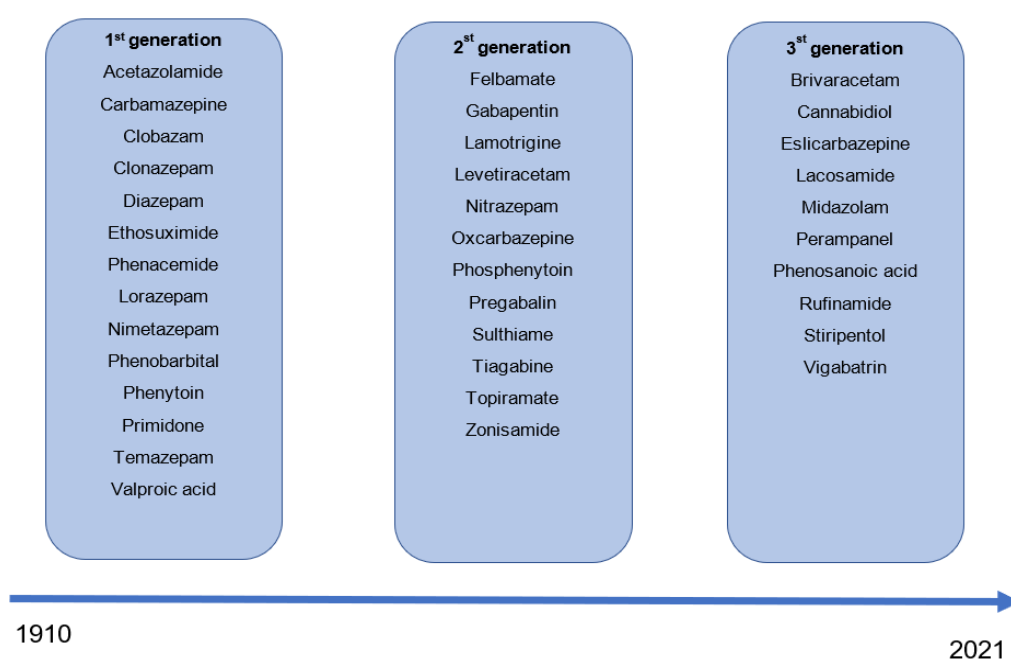 1st generation
Acetazolamide
Carbamazepine
Clobazam
Clonazepam
Diazepam
Ethosuximide
Phenacemide
Lorazepam
Nimetazepam
Phenobarbital
Phenytoin
Primidone
Temazepam
Valproic acid
2st generation
Felbamate
Gabapentin
Lamotrigine
Levetiracetam
Nitrazepam
Oxcarbazepine
Phosphenytoin
Pregabalin
Sulthiame
Tiagabine
Topiramate
Zonisamide
3st generation
Brivaracetam
Cannabidiol
Eslicarbazepine
Lacosamide
Midazolam
Perampanel
Phenosanoic acid
Rufinamide
Stiripentol
Vigabatrin
1910
2021